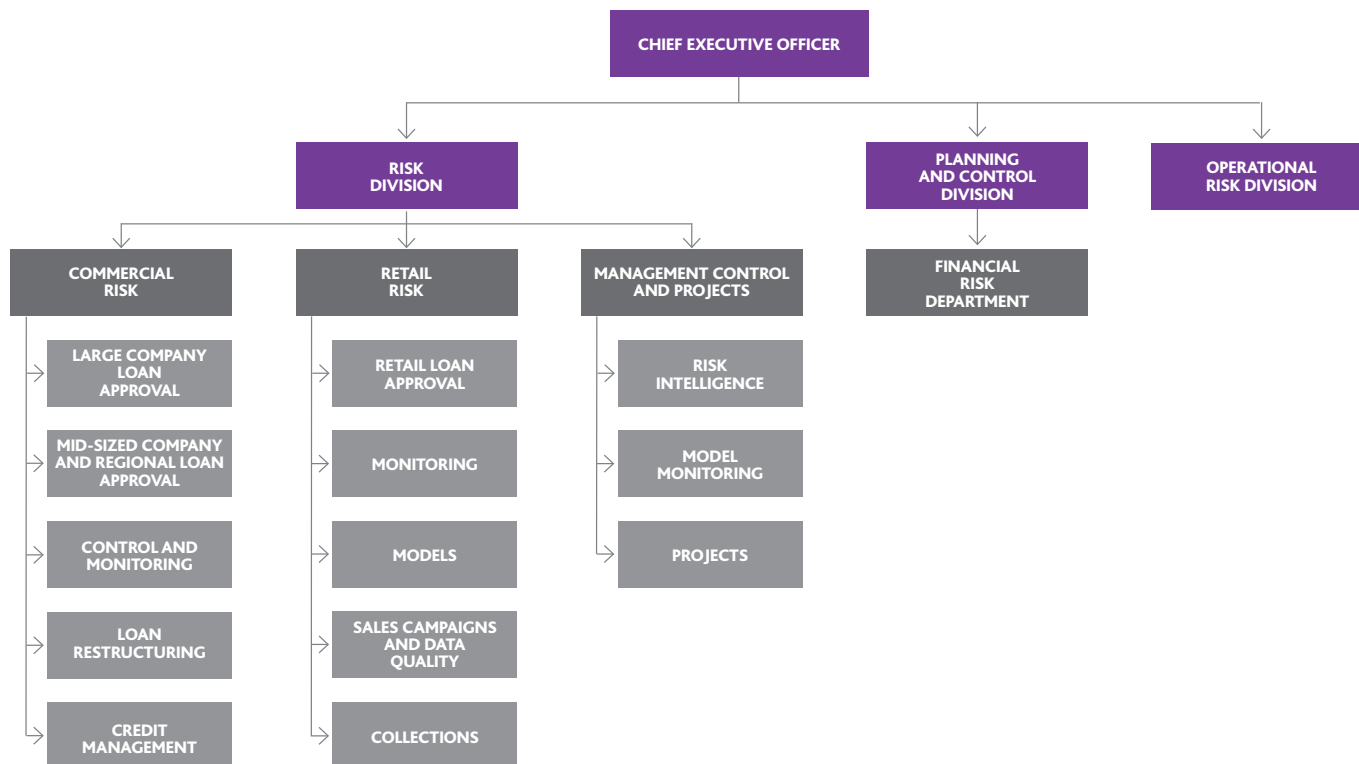 CHIEF EXECUTIVE OFFICER
RISK
DIVISION
PLANNING
AND CONTROL
DIVISION
OPERATIONAL
RISK DIVISION
COMMERCIAL
RISK
RETAIL
RISK
MANAGEMENT CONTROL
AND PROJECTS
FINANCIAL
RISK
DEPARTMENT
LARGE COMPANY
LOAN
APPROVAL
MID-SIZED COMPANY
AND REGIONAL LOAN
APPROVAL
CONTROL AND
MONITORING
LOAN
RESTRUCTURING
CREDIT
MANAGEMENT
RETAIL LOAN
APPROVAL
MONITORING
MODELS
SALES CAMPAIGNS
AND DATA
QUALITY
COLLECTIONS
RISK
INTELLIGENCE
MODEL
MONITORING
PROJECTS